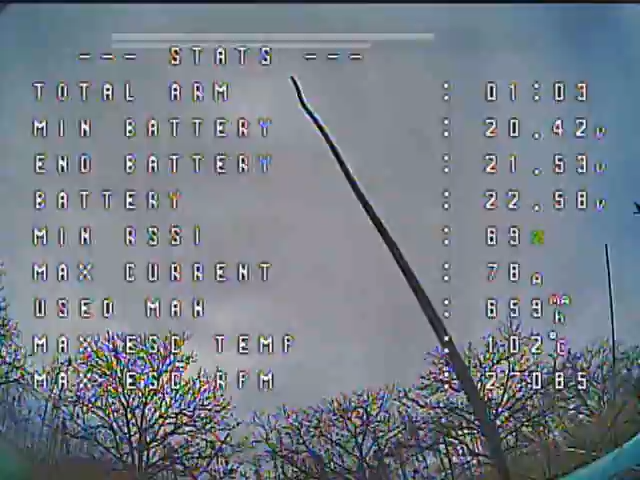 --- STATS ---
TOTAL ARM : 01:03
MIN BATTERY : 20.42V
END BATTERY : 21.53V
BATTERY : 22.58V
MIN RSSI : 69%
MAX CURRENT : 78A
USED MAH : 659MAH
MAX ESC TEMP : 102°C
MAX ESC RPM : 27085